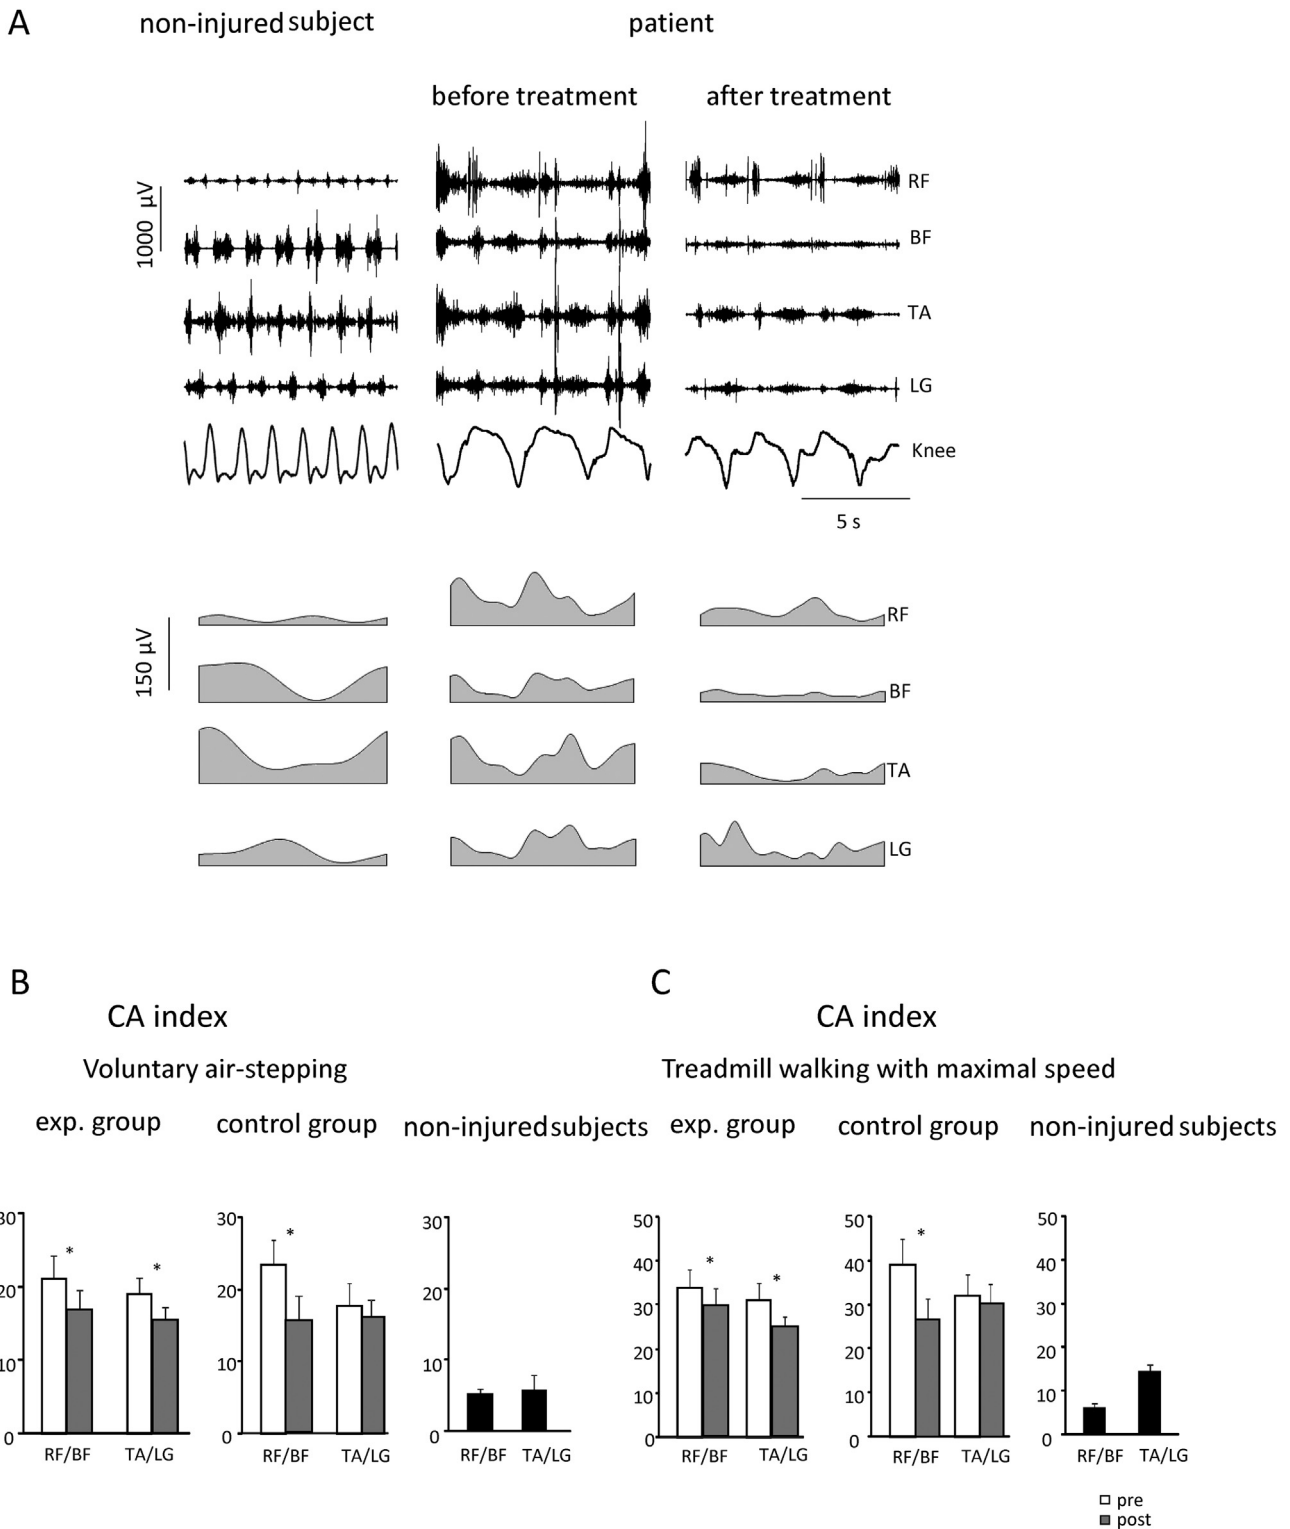 A
non-injured subject
patient
before treatment
after treatment
1000 µV
RF
BF
TA
LG
Knee
5 s
150 µV
RF
BF
TA
LG
B
CA index
Voluntary air-stepping
exp. group
control group
non-injured subjects
30
20
10
0
RF/BF
TA/LG
*
*
30
20
10
0
RF/BF
TA/LG
*
30
20
10
0
RF/BF
TA/LG
C
CA index
Treadmill walking with maximal speed
exp. group
control group
non-injured subjects
50
40
30
20
10
0
RF/BF
TA/LG
*
*
50
40
30
20
10
0
RF/BF
TA/LG
*
50
40
30
20
10
0
RF/BF
TA/LG
pre
post